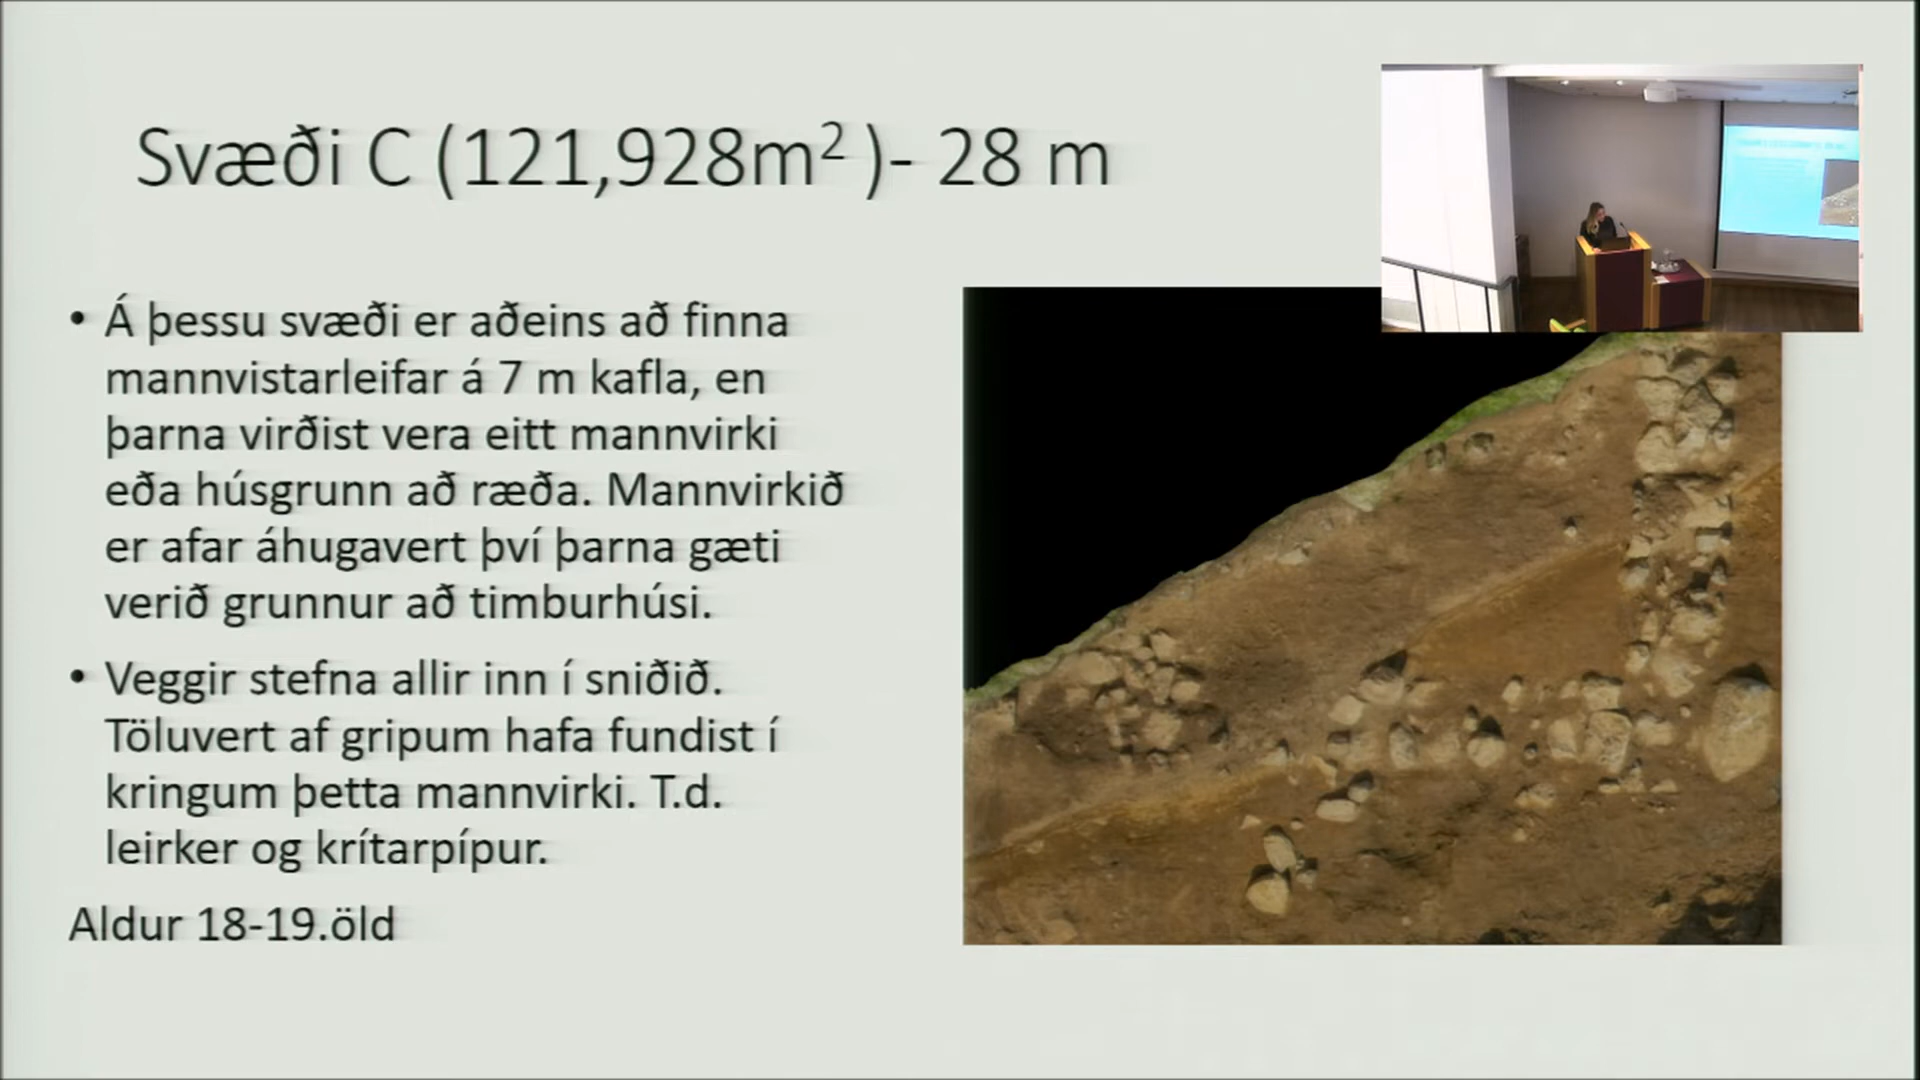 Svæði C (121,928m² )- 28 m
• Á þessu svæði er aðeins að finna
mannvistarleifar á 7 m kafla, en
þarna virðist vera eitt mannvirki
eða húsgrunn að ræða. Mannvirkið
er afar áhugavert því þarna gæti
verið grunnur að timburhúsi.
• Veggir stefna allir inn í sniðið.
Töluvert af gripum hafa fundist í
kringum þetta mannvirki. T.d.
leirker og krítarpípur.
Aldur 18-19.öld